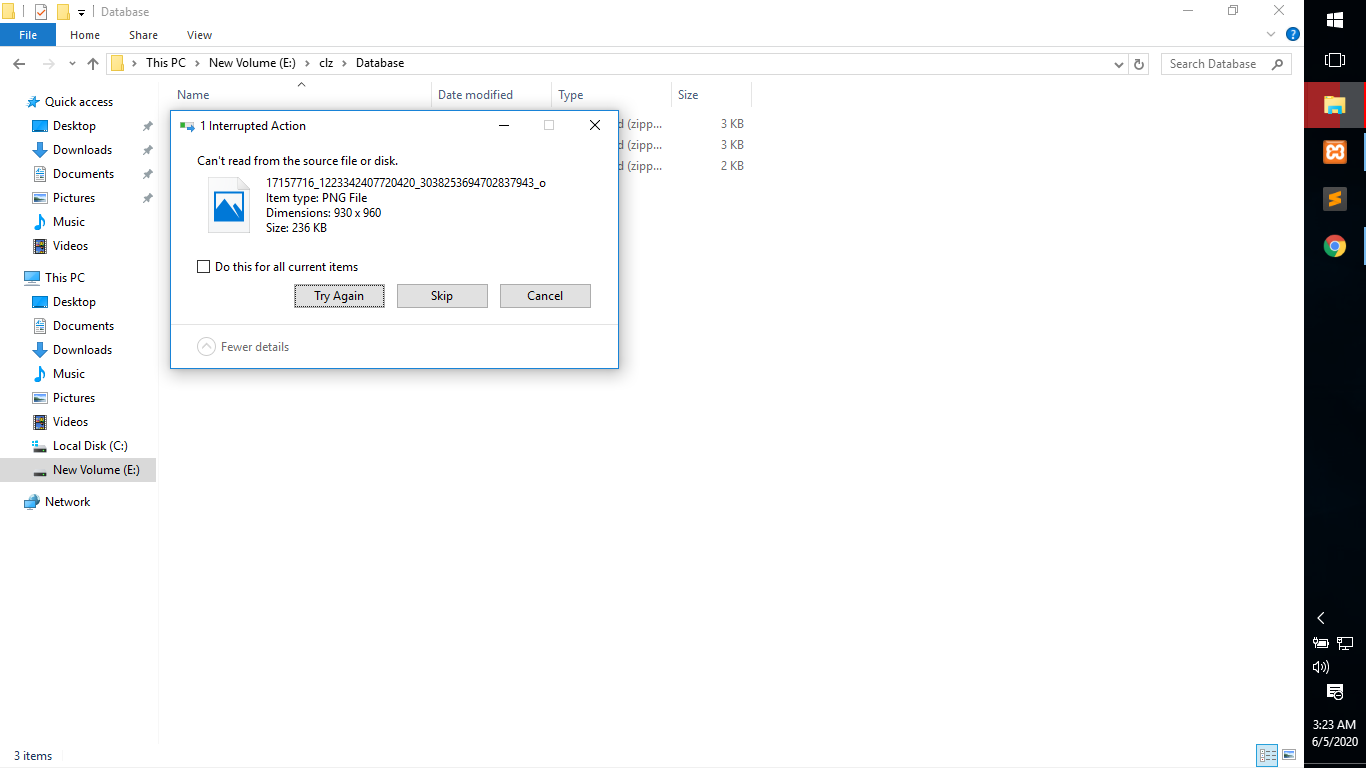 Database
File Home Share View
This PC New Volume (E:) clz Database
Search Database
Name Date modified Type Size
Quick access
Desktop
Downloads
Documents
Pictures
Music
Videos
This PC
Desktop
Documents
Downloads
Music
Pictures
Videos
Local Disk (C:)
New Volume (E:)
Network
d (zipp... 3 KB
d (zipp... 3 KB
d (zipp... 2 KB
1 Interrupted Action
Can't read from the source file or disk.
17157716_1223342407720420_3038253694702837943_o
Item type: PNG File
Dimensions: 930 x 960
Size: 236 KB
Do this for all current items
Try Again Skip Cancel
Fewer details
3 items
3:23 AM
6/5/2020